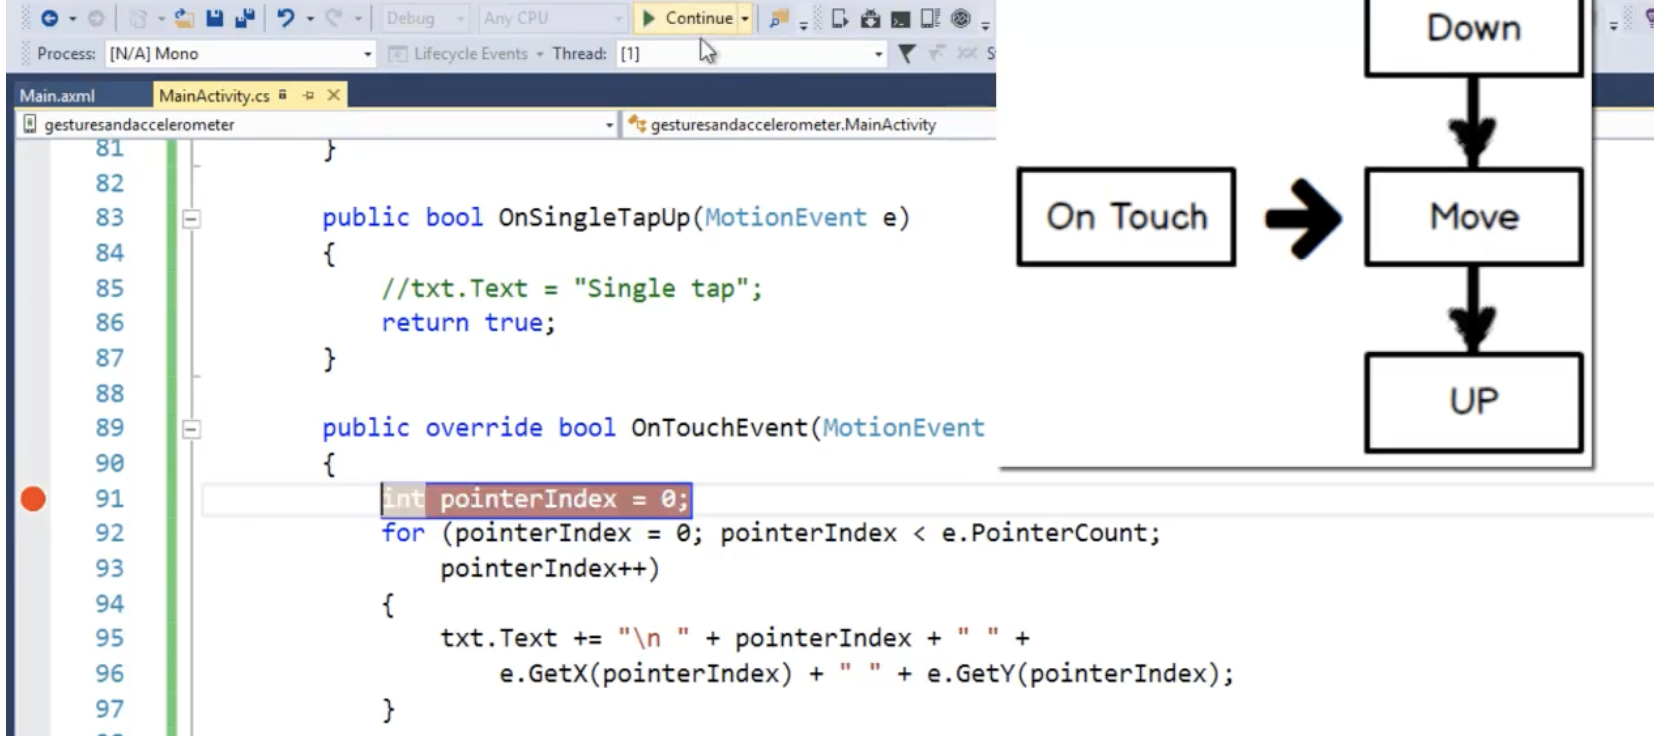 Debug Any CPU Continue
Process: [N/A] Mono Lifecycle Events Thread: [1]
Main.axml MainActivity.cs
gesturesandaccelerometer gesturesandaccelerometer.MainActivity
81 }
82
83 public bool OnSingleTapUp(MotionEvent e)
84 {
85 //txt.Text = "Single tap";
86 return true;
87 }
88
89 public override bool OnTouchEvent(MotionEvent
90 {
91 int pointerIndex = 0;
92 for (pointerIndex = 0; pointerIndex < e.PointerCount;
93 pointerIndex++)
94 {
95 txt.Text += "\n " + pointerIndex + " " +
96 e.GetX(pointerIndex) + " " + e.GetY(pointerIndex);
97 }
Down
On Touch
Move
UP